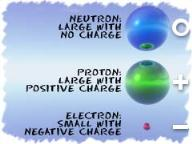 NEUTRON:
LARGE WITH
NO CHARGE
PROTON:
LARGE WITH
POSITIVE CHARGE
+
ELECTRON:
SMALL WITH
NEGATIVE CHARGE
−